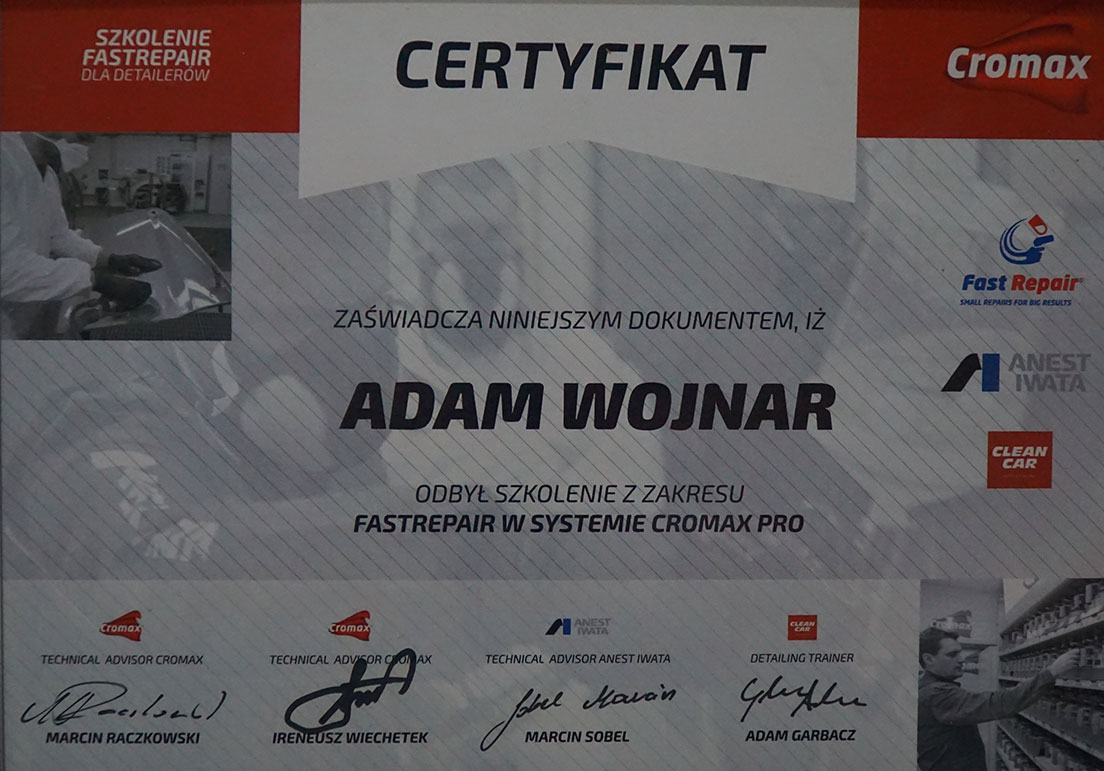 SZKOLENIE
FASTREPAIR
DLA DETAILERÓW
CERTYFIKAT
Cromax
Fast Repair®
SMALL REPAIRS FOR BIG RESULTS
ZAŚWIADCZA NINIEJSZYM DOKUMENTEM, IŻ
ANEST
IWATA
ADAM WOJNAR
CLEAN
CAR
ODBYŁ SZKOLENIE Z ZAKRESU
FASTREPAIR W SYSTEMIE CROMAX PRO
Cromax
TECHNICAL ADVISOR CROMAX
MARCIN RACZKOWSKI
Cromax
TECHNICAL ADVISOR CROMAX
IRENEUSZ WIECHETEK
ANEST
IWATA
TECHNICAL ADVISOR ANEST IWATA
Sobel Marcin
MARCIN SOBEL
CLEAN
CAR
DETAILING TRAINER
ADAM GARBACZ